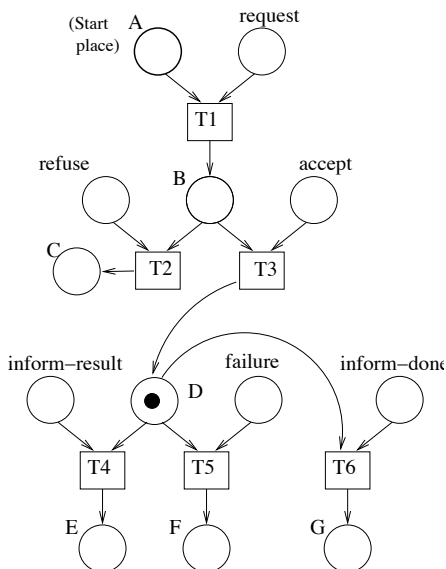 (Start place)
A
request
T1
refuse
B
accept
C
T2
T3
inform−result
D
failure
inform−done
T4
T5
T6
E
F
G